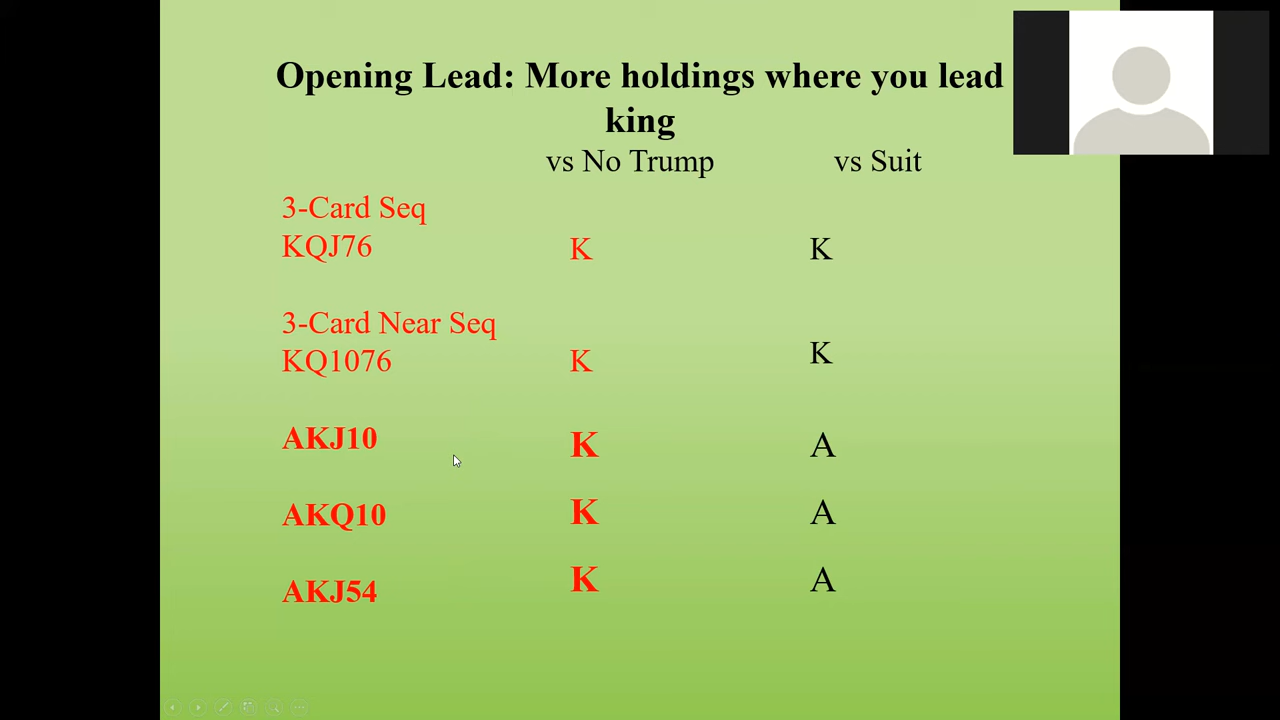 Opening Lead: More holdings where you lead
king
vs No Trump vs Suit
3-Card Seq
KQJ76 K K
3-Card Near Seq
KQ1076 K K
AKJ10 K A
AKQ10 K A
AKJ54 K A